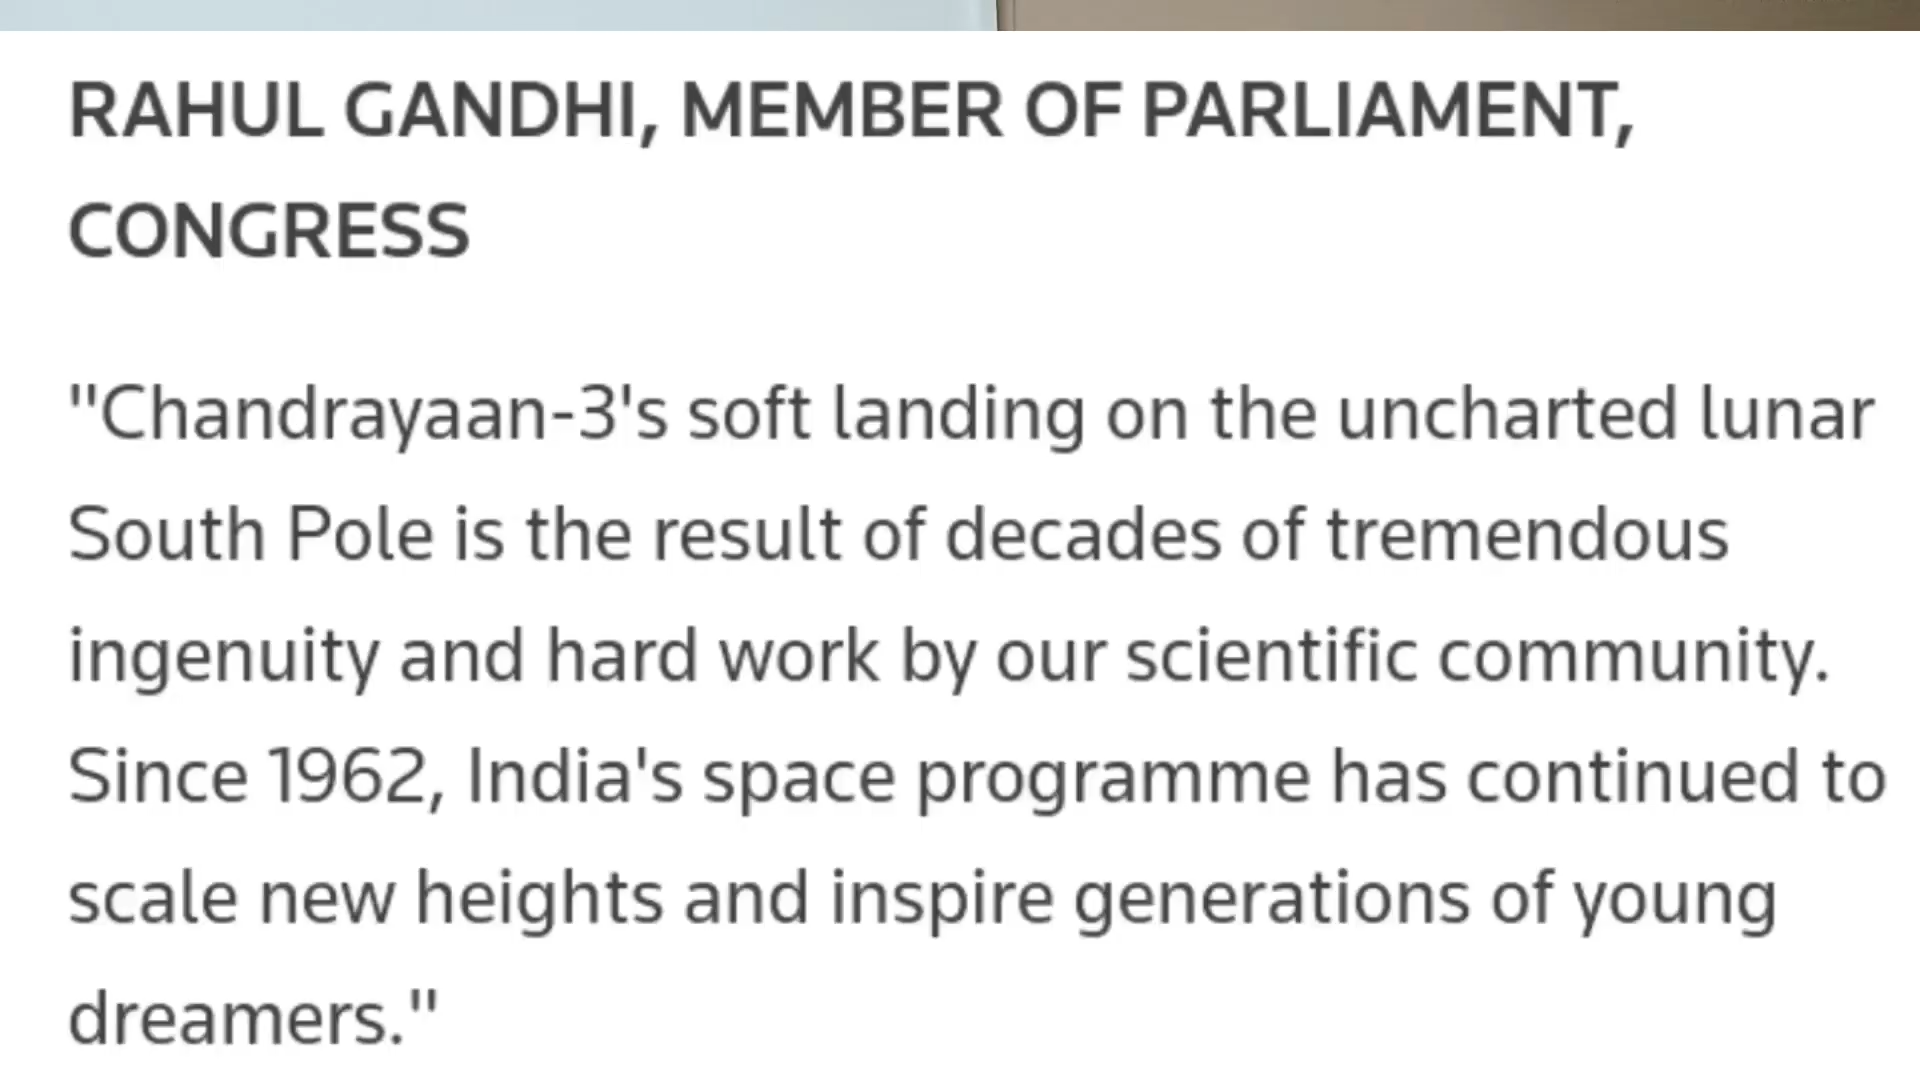 RAHUL GANDHI, MEMBER OF PARLIAMENT,
CONGRESS
"Chandrayaan-3's soft landing on the uncharted lunar
South Pole is the result of decades of tremendous
ingenuity and hard work by our scientific community.
Since 1962, India's space programme has continued to
scale new heights and inspire generations of young
dreamers."